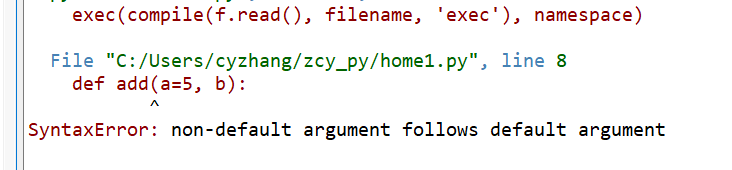 exec(compile(f.read(), filename, 'exec'), namespace)
File "C:/Users/cyzhang/zcy_py/home1.py", line 8
def add(a=5, b):
^
SyntaxError: non-default argument follows default argument